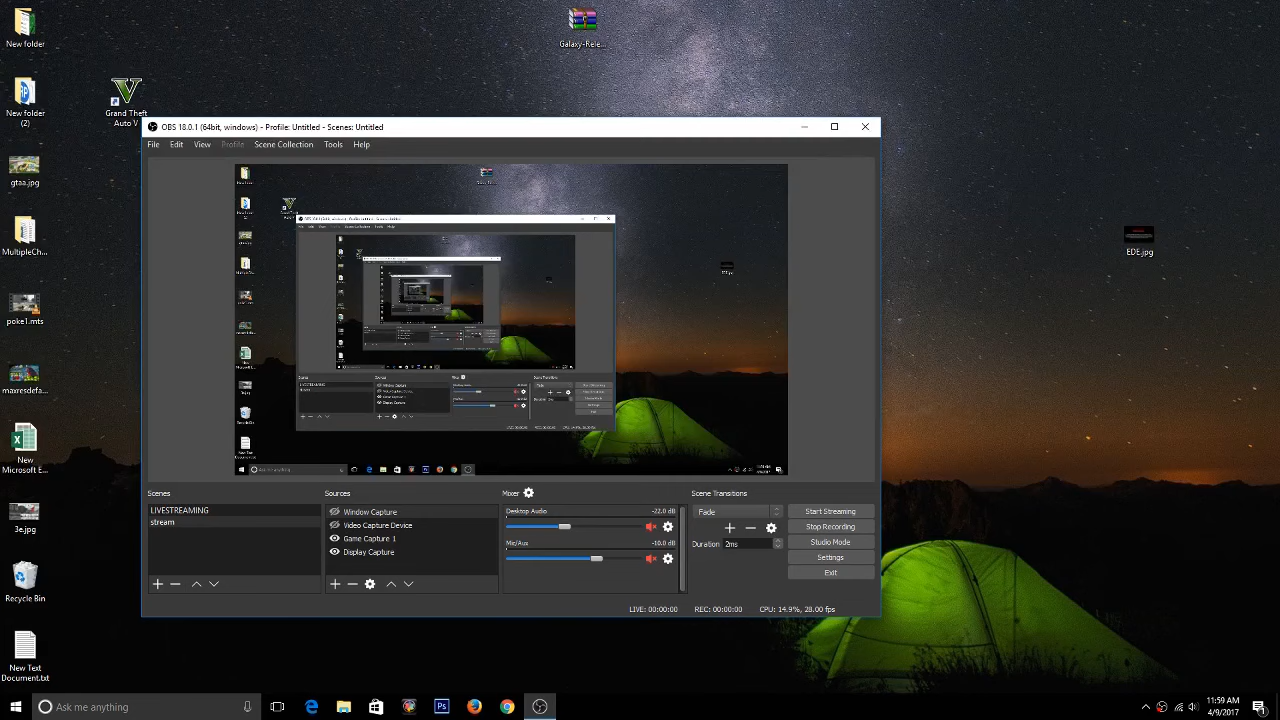 New folder
Galaxy-Rele...
New folder
(2)
Grand Theft
Auto V
OBS 18.0.1 (64bit, windows) - Profile: Untitled - Scenes: Untitled
File Edit View Profile Scene Collection Tools Help
gtaa.jpg
MultipleCh...
EDE.jpg
poke1.mts
maxresdefa...
New
Microsoft E...
3e.jpg
Recycle Bin
New Text
Document.txt
Scenes
LIVESTREAMING
stream
Sources
Window Capture
Video Capture Device
Game Capture 1
Display Capture
Mixer
Desktop Audio -22.0 dB
Mic/Aux -10.0 dB
Scene Transitions
Fade
Duration 2ms
Start Streaming
Stop Recording
Studio Mode
Settings
Exit
LIVE: 00:00:00 REC: 00:00:00 CPU: 14.9%, 28.00 fps
Ask me anything
Ps
11:59 AM
4/9/2017